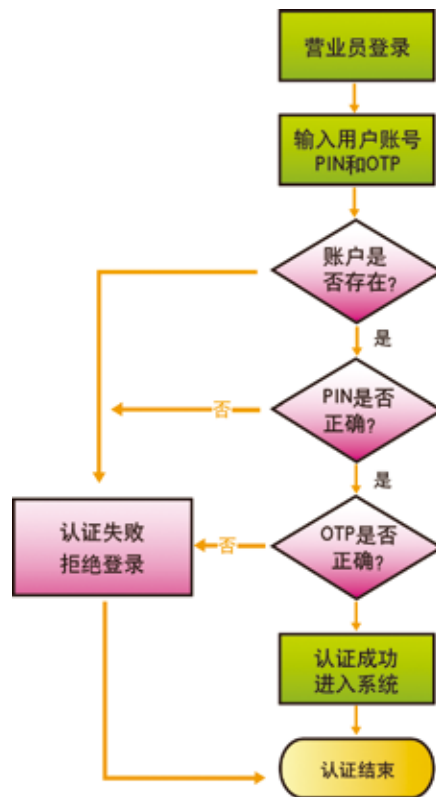 营业员登录
输入用户账号
PIN和OTP
账户是
否存在?
是
PIN是否
正确?
否
是
OTP是否
正确?
否
认证失败
拒绝登录
认证成功
进入系统
认证结束